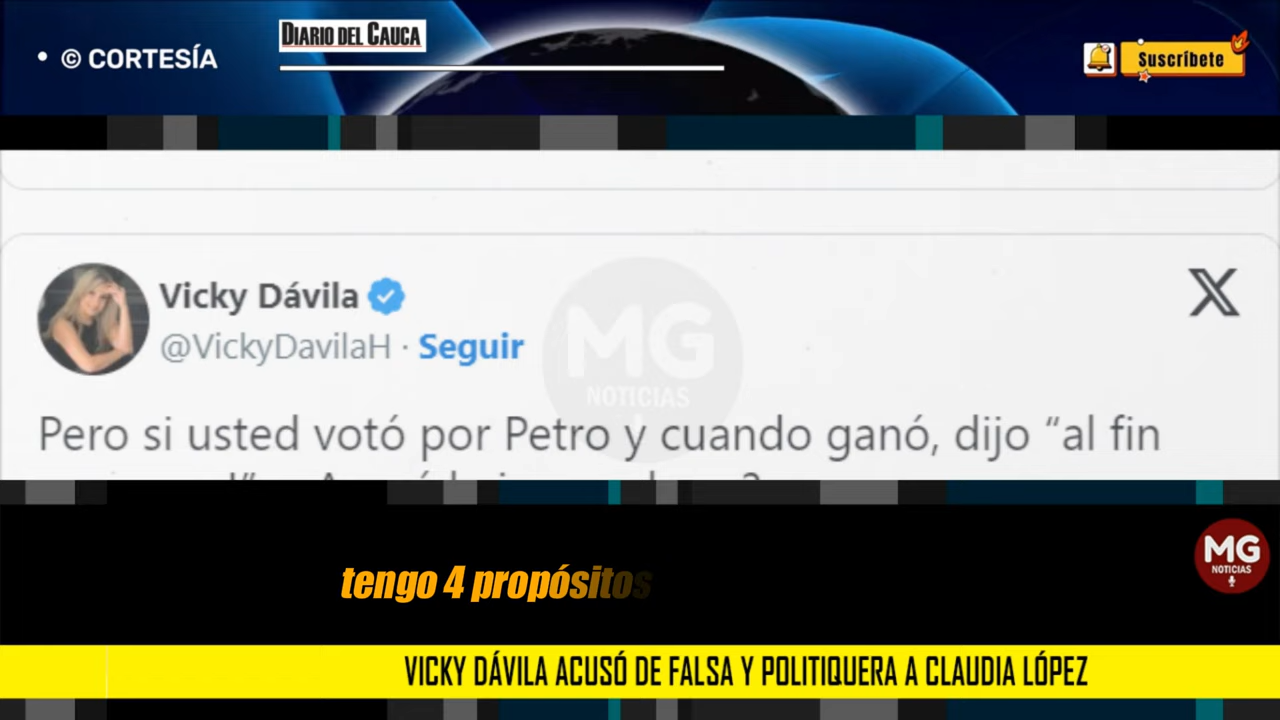 • © CORTESÍA
DIARIO DEL CAUCA
Suscríbete
Vicky Dávila
@VickyDavilaH · Seguir
MG
NOTICIAS
Pero si usted votó por Petro y cuando ganó, dijo “al fin
MG
NOTICIAS
tengo 4 propósitos
VICKY DÁVILA ACUSÓ DE FALSA Y POLITIQUERA A CLAUDIA LÓPEZ